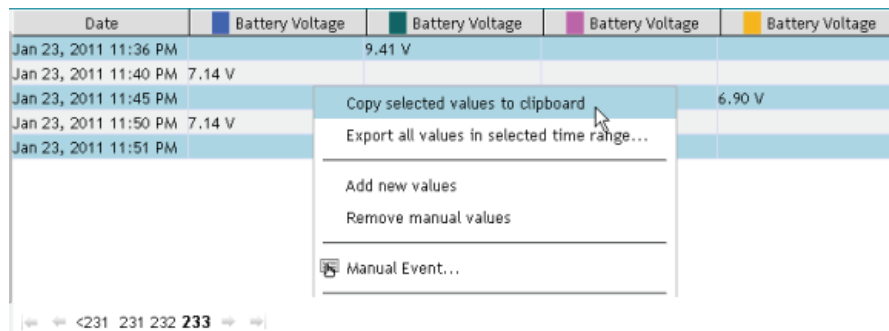 Date Battery Voltage Battery Voltage Battery Voltage Battery Voltage
Jan 23, 2011 11:36 PM 9.41 V
Jan 23, 2011 11:40 PM 7.14 V
Jan 23, 2011 11:45 PM 6.90 V
Jan 23, 2011 11:50 PM 7.14 V
Jan 23, 2011 11:51 PM
Copy selected values to clipboard
Export all values in selected time range...
Add new values
Remove manual values
Manual Event...
<231 231 232 233